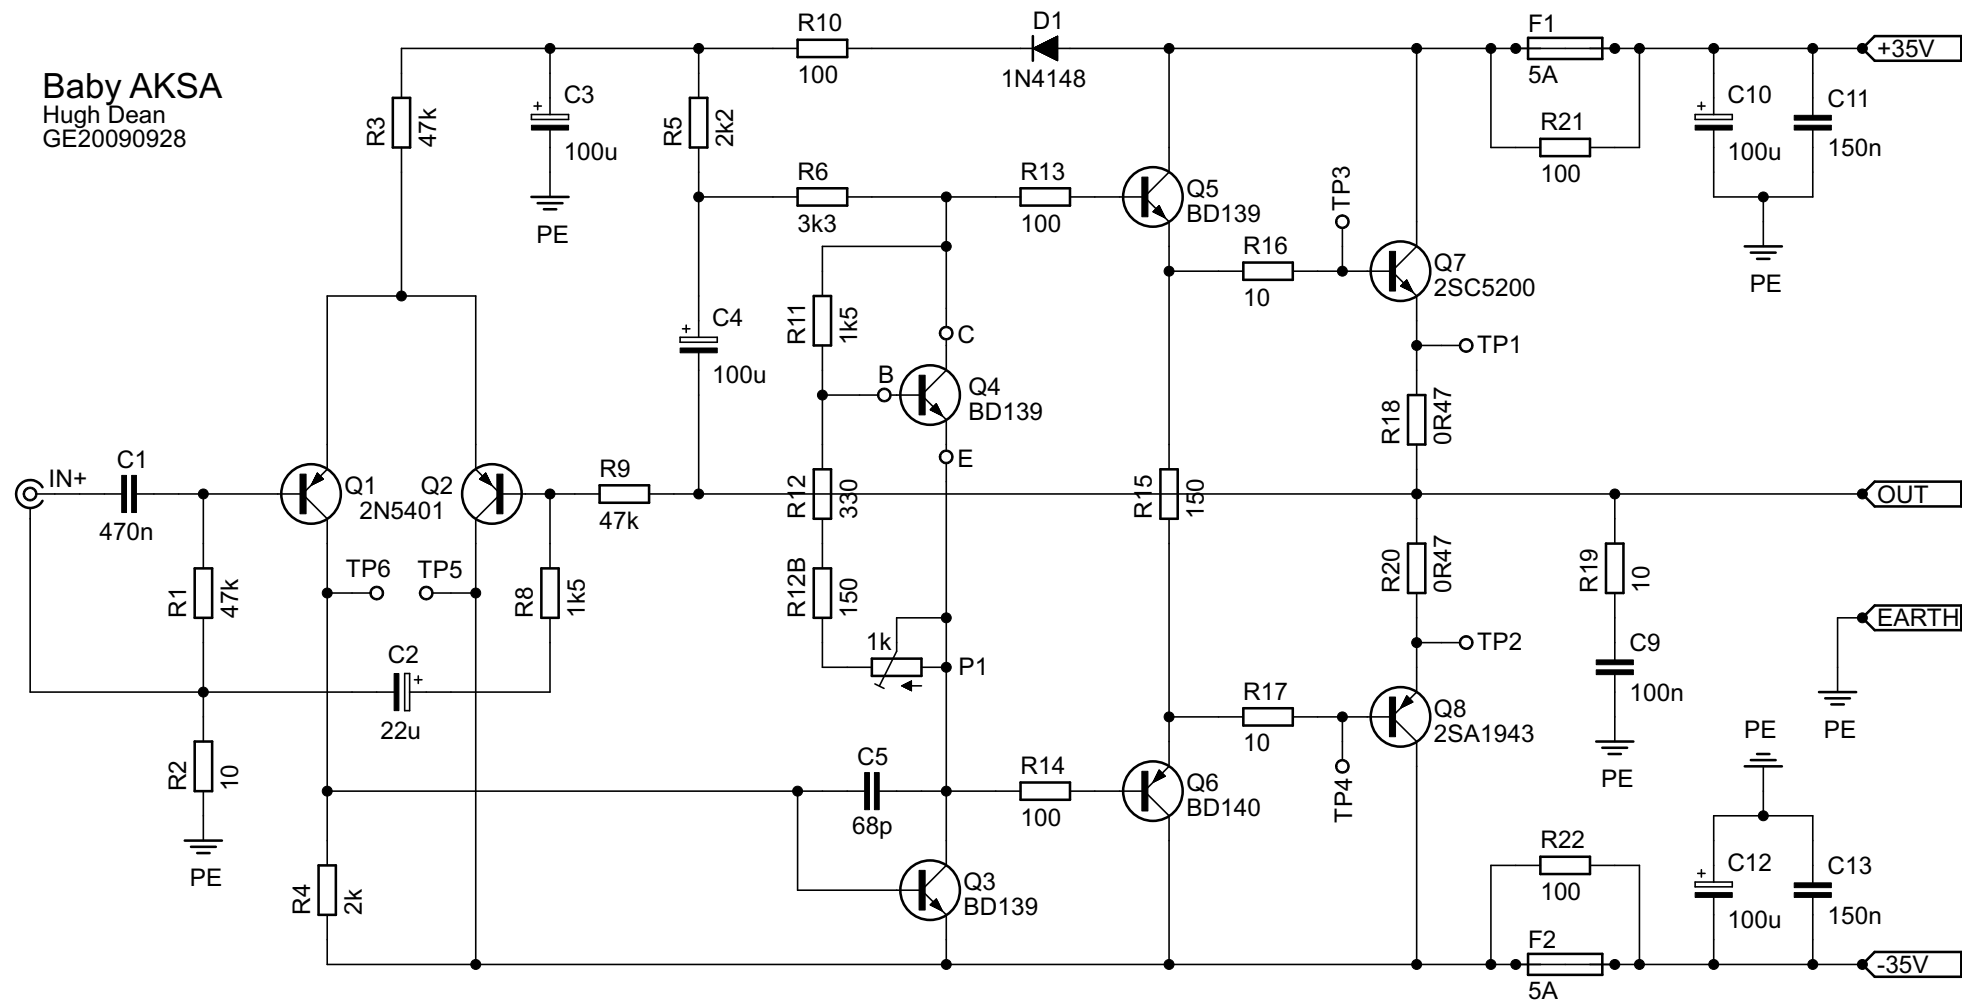 Baby AKSA
Hugh Dean
GE20090928
R10
100
D1
1N4148
F1
5A
+35V
R3
47k
C3
+
100u
PE
R5
2k2
R21
100
C10
+
100u
C11
150n
PE
R6
3k3
R13
100
Q5
BD139
TP3
R16
10
Q7
2SC5200
TP1
R11
1k5
C
C4
+
100u
B
Q4
BD139
E
R18
0R47
IN+
C1
470n
Q1
2N5401
Q2
R9
47k
R12
330
R15
150
OUT
R1
47k
TP6
TP5
R8
1k5
R12B
150
R20
0R47
R19
10
EARTH
PE
1k
P1
TP2
C9
100n
PE
C2
+
22u
R17
10
Q8
2SA1943
TP4
R2
10
PE
C5
68p
R14
100
Q6
BD140
PE
R4
2k
Q3
BD139
R22
100
C12
+
100u
C13
150n
F2
5A
-35V